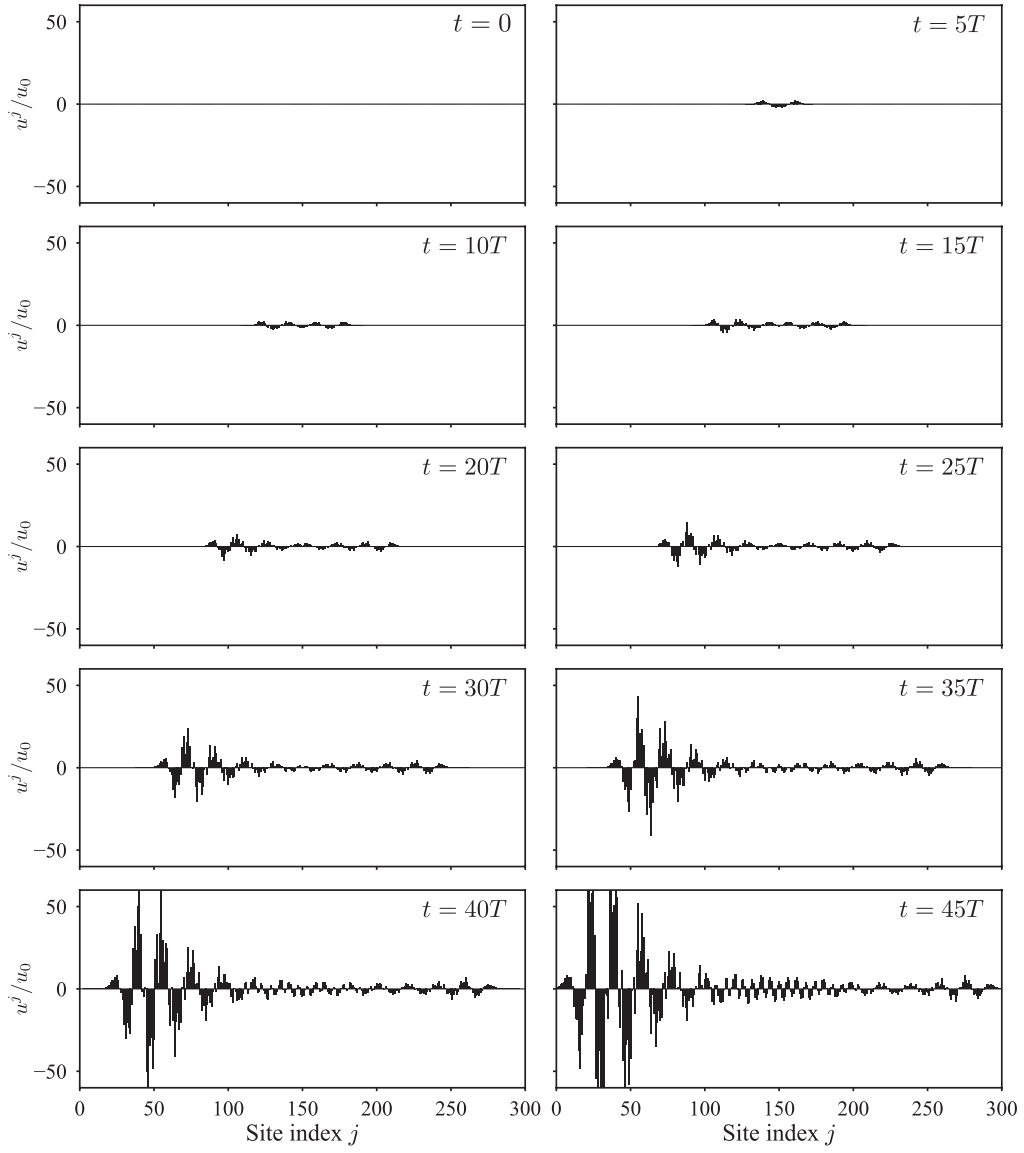 t = 0
50
0
−50
u^j/u_0
t = 5T
t = 10T
50
0
−50
u^j/u_0
t = 15T
t = 20T
50
0
−50
u^j/u_0
t = 25T
t = 30T
50
0
−50
u^j/u_0
t = 35T
t = 40T
50
0
−50
u^j/u_0
t = 45T
0 50 100 150 200 250 300
0 50 100 150 200 250 300
Site index j
Site index j